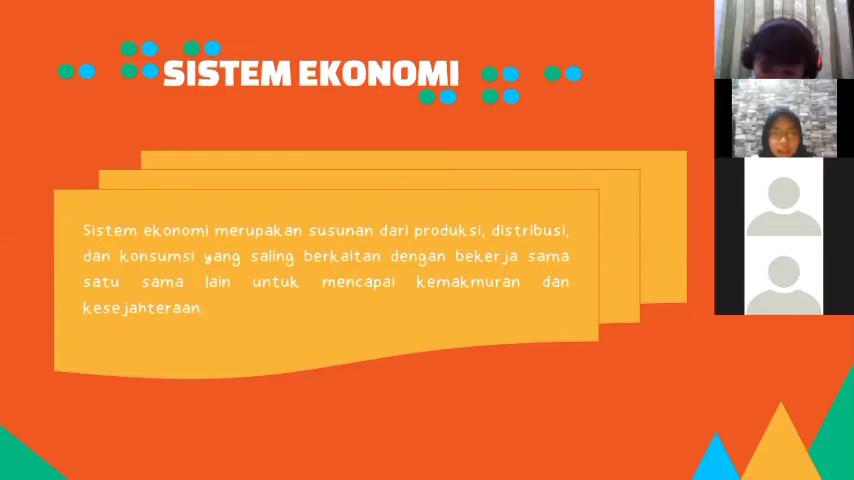 SISTEM EKONOMI
Sistem ekonomi merupakan susunan dari produksi, distribusi,
dan konsumsi yang saling berkaitan dengan bekerja sama
satu sama lain untuk mencapai kemakmuran dan
kesejahteraan.